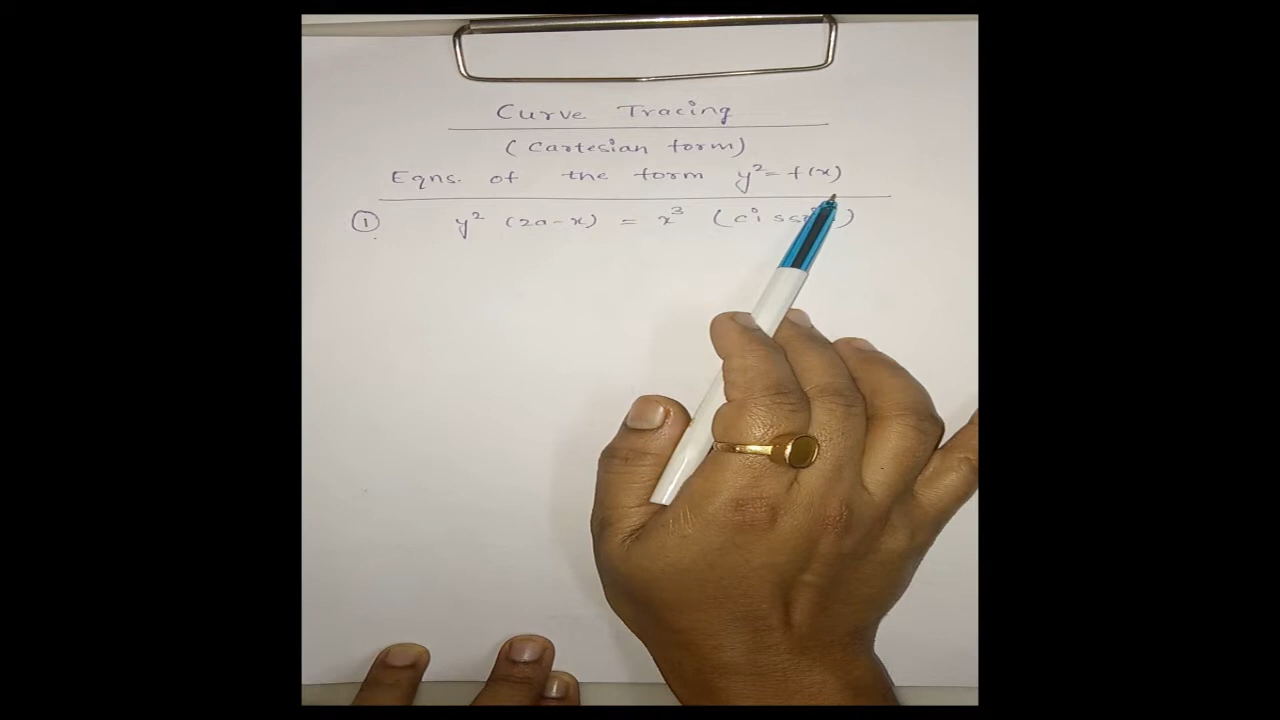 Curve Tracing
(Cartesian form)
Eqns. of the form y² = f(x)
① y² (2a-x) = x³